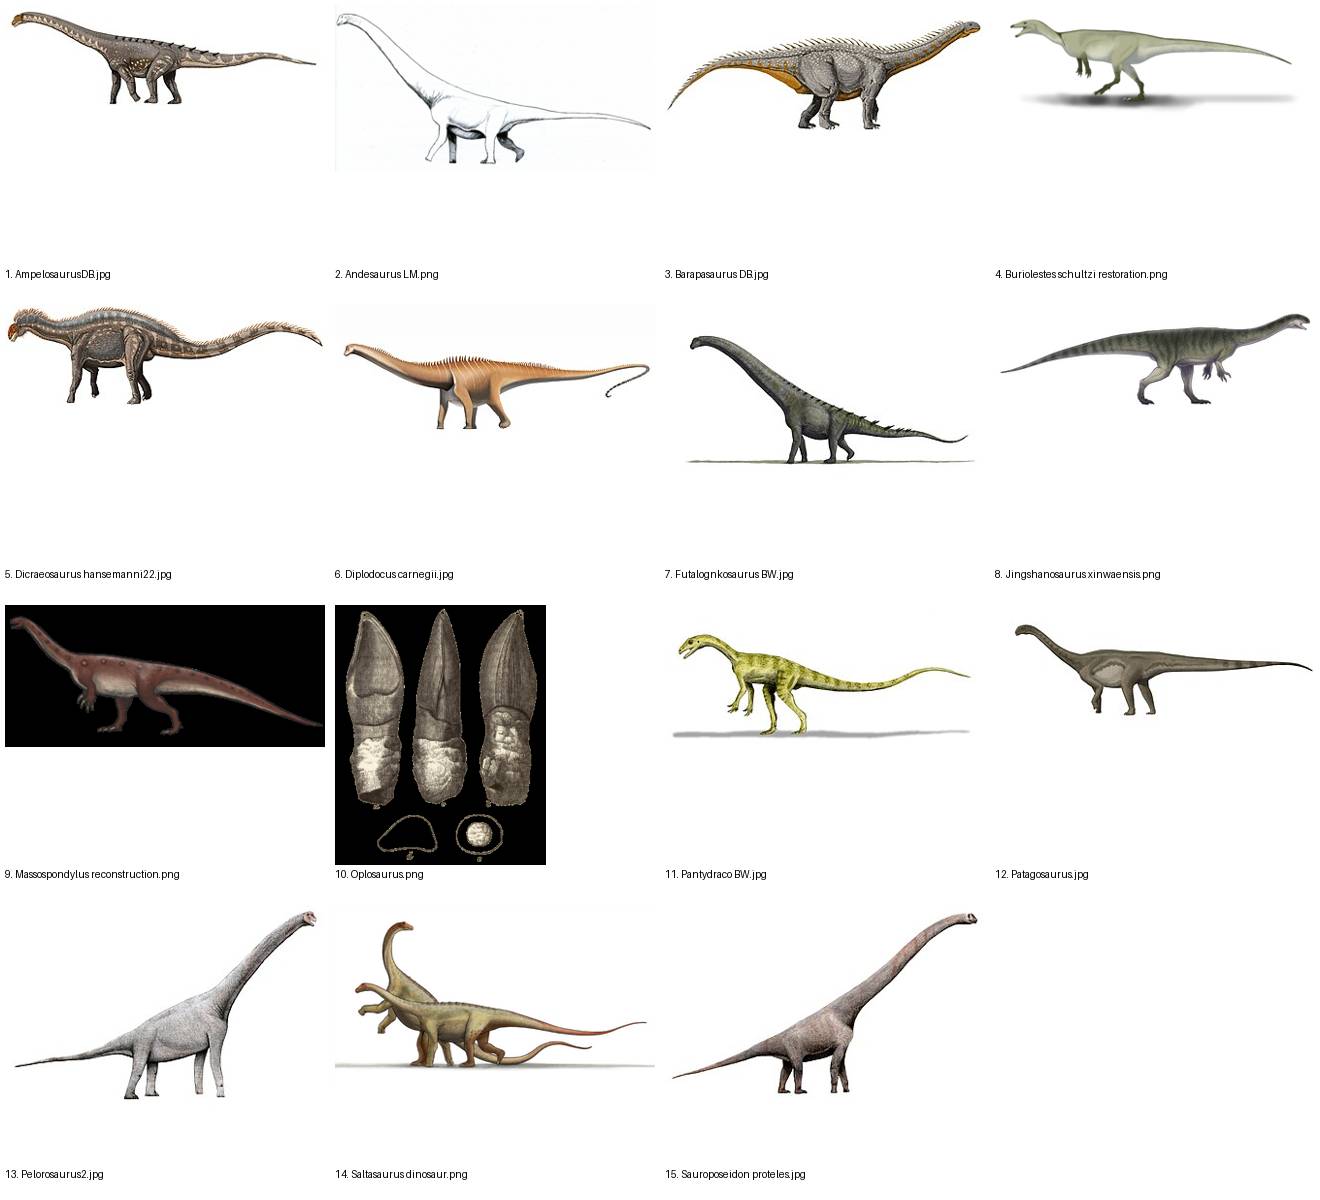 1. AmpelosaurusDB.jpg
2. Andesaurus LM.png
3. Barapasaurus DB.jpg
4. Buriolestes schultzi restoration.png
5. Dicraeosaurus hansemanni22.jpg
6. Diplodocus carnegii.jpg
7. Futalognkosaurus BW.jpg
8. Jingshanosaurus xinwaensis.png
9. Massospondylus reconstruction.png
10. Oplosaurus.png
11. Pantydraco BW.jpg
12. Patagosaurus.jpg
13. Pelorosaurus2.jpg
14. Saltasaurus dinosaur.png
15. Sauroposeidon proteles.jpg